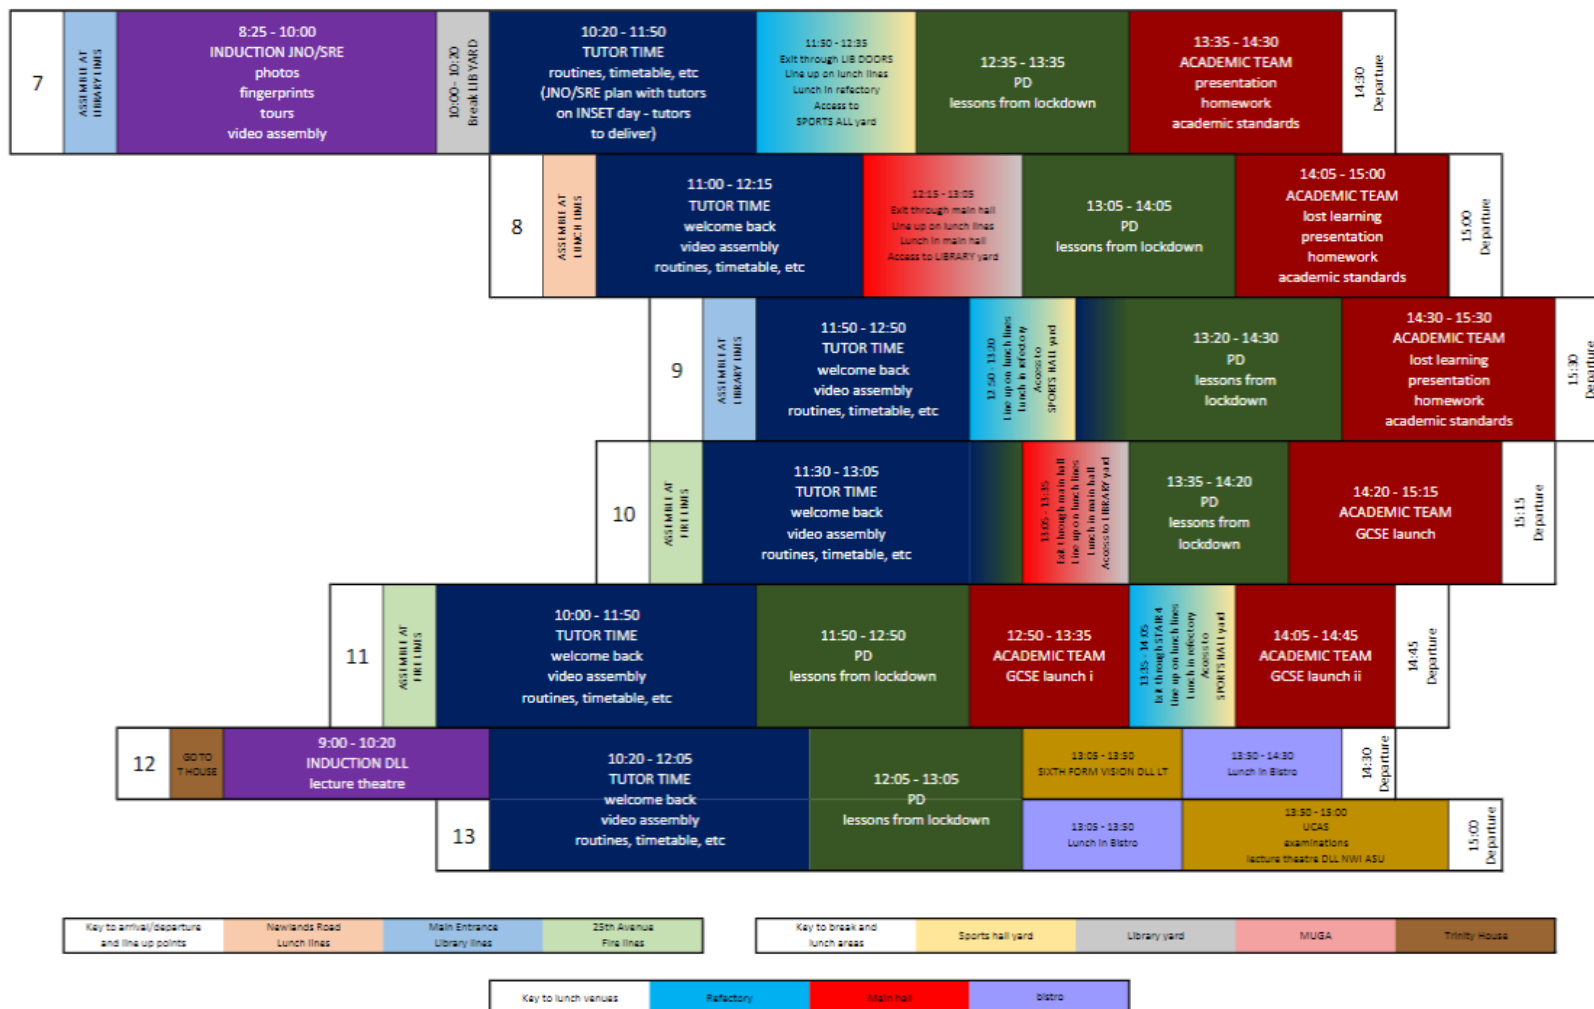 7
ASSEMBLE AT
LIBRARY LINES
8:25 - 10:00
INDUCTION JNO/SRE
photos
fingerprints
tours
video assembly
10:00 - 10:20
Break LIB YARD
10:20 - 11:50
TUTOR TIME
routines, timetable, etc
(JNO/SRE plan with tutors
on INSET day - tutors
to deliver)
11:50 - 12:35
Exit through LIB DOORS
Line up on lunch lines
Lunch in refectory
Access to
SPORTS ALL yard
12:35 - 13:35
PD
lessons from lockdown
13:35 - 14:30
ACADEMIC TEAM
presentation
homework
academic standards
14:30
Departure
8
ASSEMBLE AT
LUNCH LINES
11:00 - 12:15
TUTOR TIME
welcome back
video assembly
routines, timetable, etc
12:15 - 13:05
Exit through main hall
Line up on lunch lines
Lunch in main hall
Access to LIBRARY yard
13:05 - 14:05
PD
lessons from lockdown
14:05 - 15:00
ACADEMIC TEAM
lost learning
presentation
homework
academic standards
15:00
Departure
9
ASSEMBLE AT
LIBRARY LINES
11:50 - 12:50
TUTOR TIME
welcome back
video assembly
routines, timetable, etc
12:50 - 13:20
Line up on lunch lines
Lunch in refectory
Access to
SPORTS HALL yard
13:20 - 14:30
PD
lessons from
lockdown
14:30 - 15:30
ACADEMIC TEAM
lost learning
presentation
homework
academic standards
15:30
Departure
10
ASSEMBLE AT
FIRE LINES
11:30 - 13:05
TUTOR TIME
welcome back
video assembly
routines, timetable, etc
13:05 - 13:35
Exit through main hall
Line up on lunch lines
Lunch in main hall
Access to LIBRARY yard
13:35 - 14:20
PD
lessons from
lockdown
14:20 - 15:15
ACADEMIC TEAM
GCSE launch
15:15
Departure
11
ASSEMBLE AT
FIRE LINES
10:00 - 11:50
TUTOR TIME
welcome back
video assembly
routines, timetable, etc
11:50 - 12:50
PD
lessons from lockdown
12:50 - 13:35
ACADEMIC TEAM
GCSE launch i
13:35 - 14:05
Exit through STAIR 4
Line up on lunch lines
Lunch in refectory
Access to
SPORTS HALL yard
14:05 - 14:45
ACADEMIC TEAM
GCSE launch ii
14:45
Departure
12
GO TO
T HOUSE
9:00 - 10:20
INDUCTION DLL
lecture theatre
10:20 - 12:05
TUTOR TIME
welcome back
video assembly
routines, timetable, etc
12:05 - 13:05
PD
lessons from lockdown
13:05 - 13:50
SIXTH FORM VISION DLL LT
13:50 - 14:30
Lunch in Bistro
14:30
Departure
13
13:05 - 13:50
Lunch in Bistro
13:50 - 15:00
UCAS
examinations
lecture theatre DLL NWI ASU
15:00
Departure
Key to arrival/departure
and line up points
Newlands Road
Lunch lines
Main Entrance
Library lines
25th Avenue
Fire lines
Key to break and
lunch areas
Sports hall yard
Library yard
MUGA
Trinity House
Key to lunch venues
Refectory
Main hall
bistro